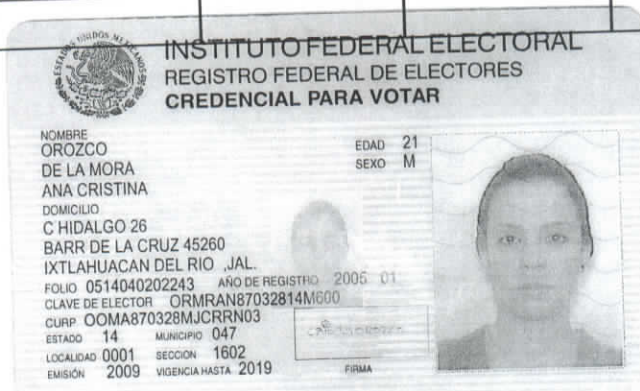 ESTADOS UNIDOS MEXICANOS
INSTITUTO FEDERAL ELECTORAL
REGISTRO FEDERAL DE ELECTORES
CREDENCIAL PARA VOTAR
NOMBRE
OROZCO
DE LA MORA
ANA CRISTINA
EDAD 21
SEXO M
DOMICILIO
C HIDALGO 26
BARR DE LA CRUZ 45260
IXTLAHUACAN DEL RIO ,JAL.
FOLIO 0514040202243 AÑO DE REGISTRO 2005 01
CLAVE DE ELECTOR ORMRAN87032814M600
CURP OOMA870328MJCRRN03
ESTADO 14 MUNICIPIO 047
LOCALIDAD 0001 SECCION 1602
EMISIÓN 2009 VIGENCIA HASTA 2019
FIRMA